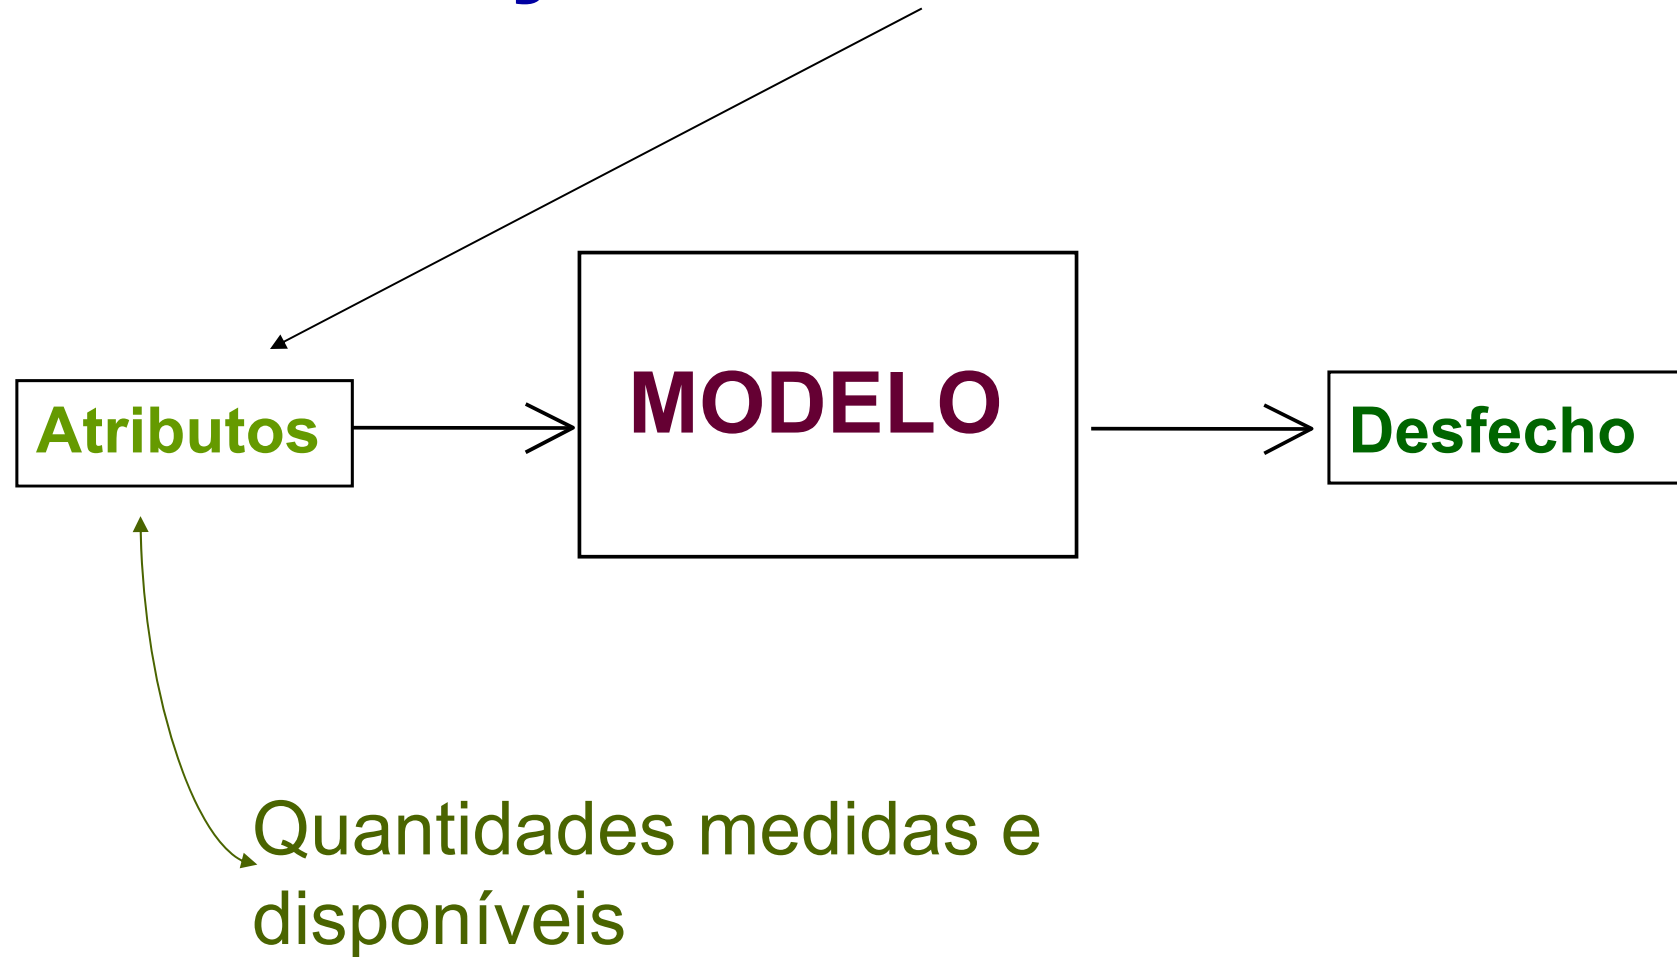 MODELO
Atributos
Desfecho
Quantidades medidas e
disponíveis